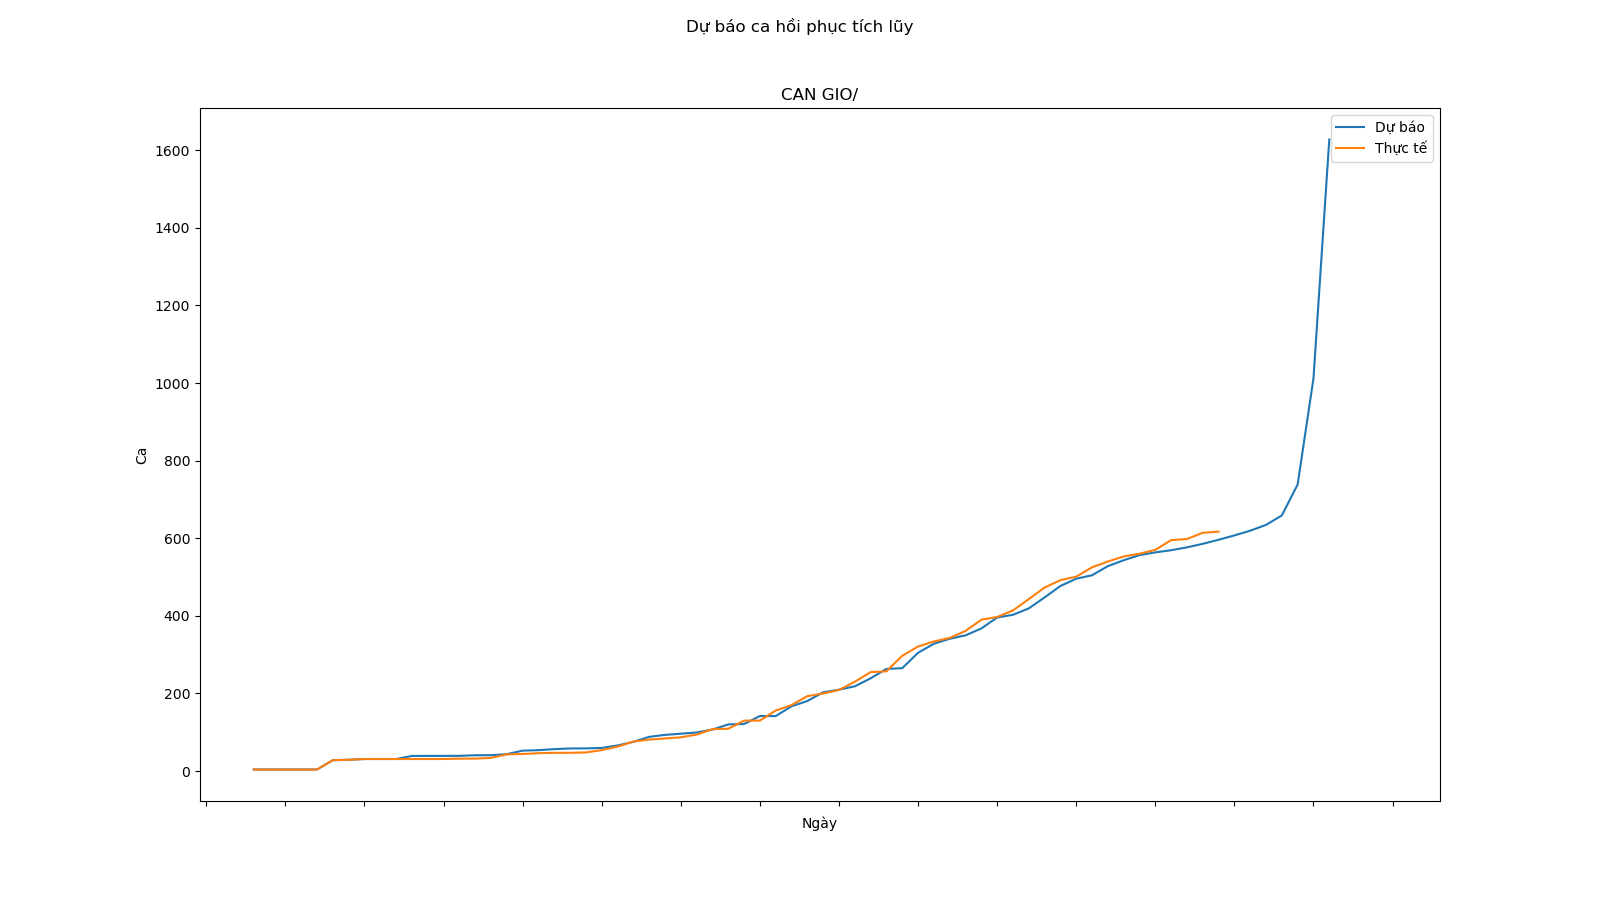 Dự báo ca hồi phục tích lũy
CAN GIO/
Dự báo
Thực tế
1600
1400
1200
1000
800
600
400
200
0
Ca
Ngày